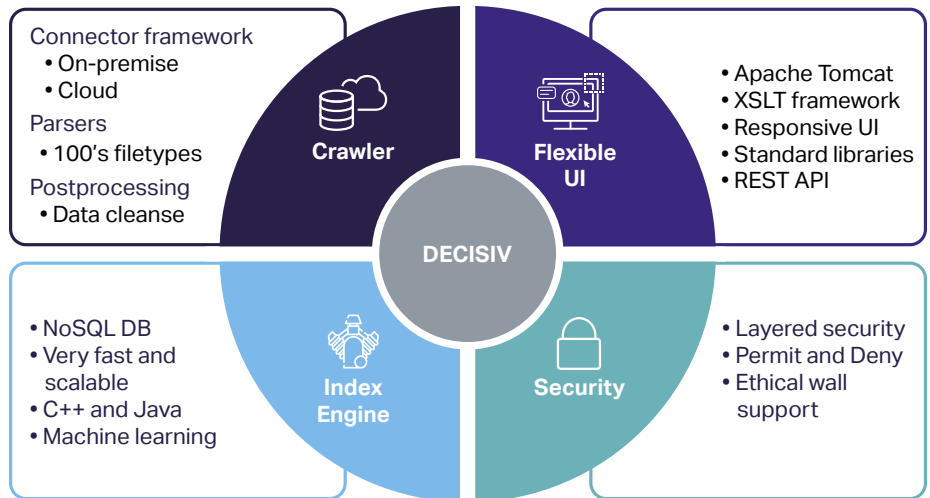 Connector framework
• On-premise
• Cloud
Parsers
• 100's filetypes
Postprocessing
• Data cleanse
Crawler
Flexible
UI
• Apache Tomcat
• XSLT framework
• Responsive UI
• Standard libraries
• REST API
DECISIV
• NoSQL DB
• Very fast and
scalable
• C++ and Java
• Machine learning
Index
Engine
Security
• Layered security
• Permit and Deny
• Ethical wall
support